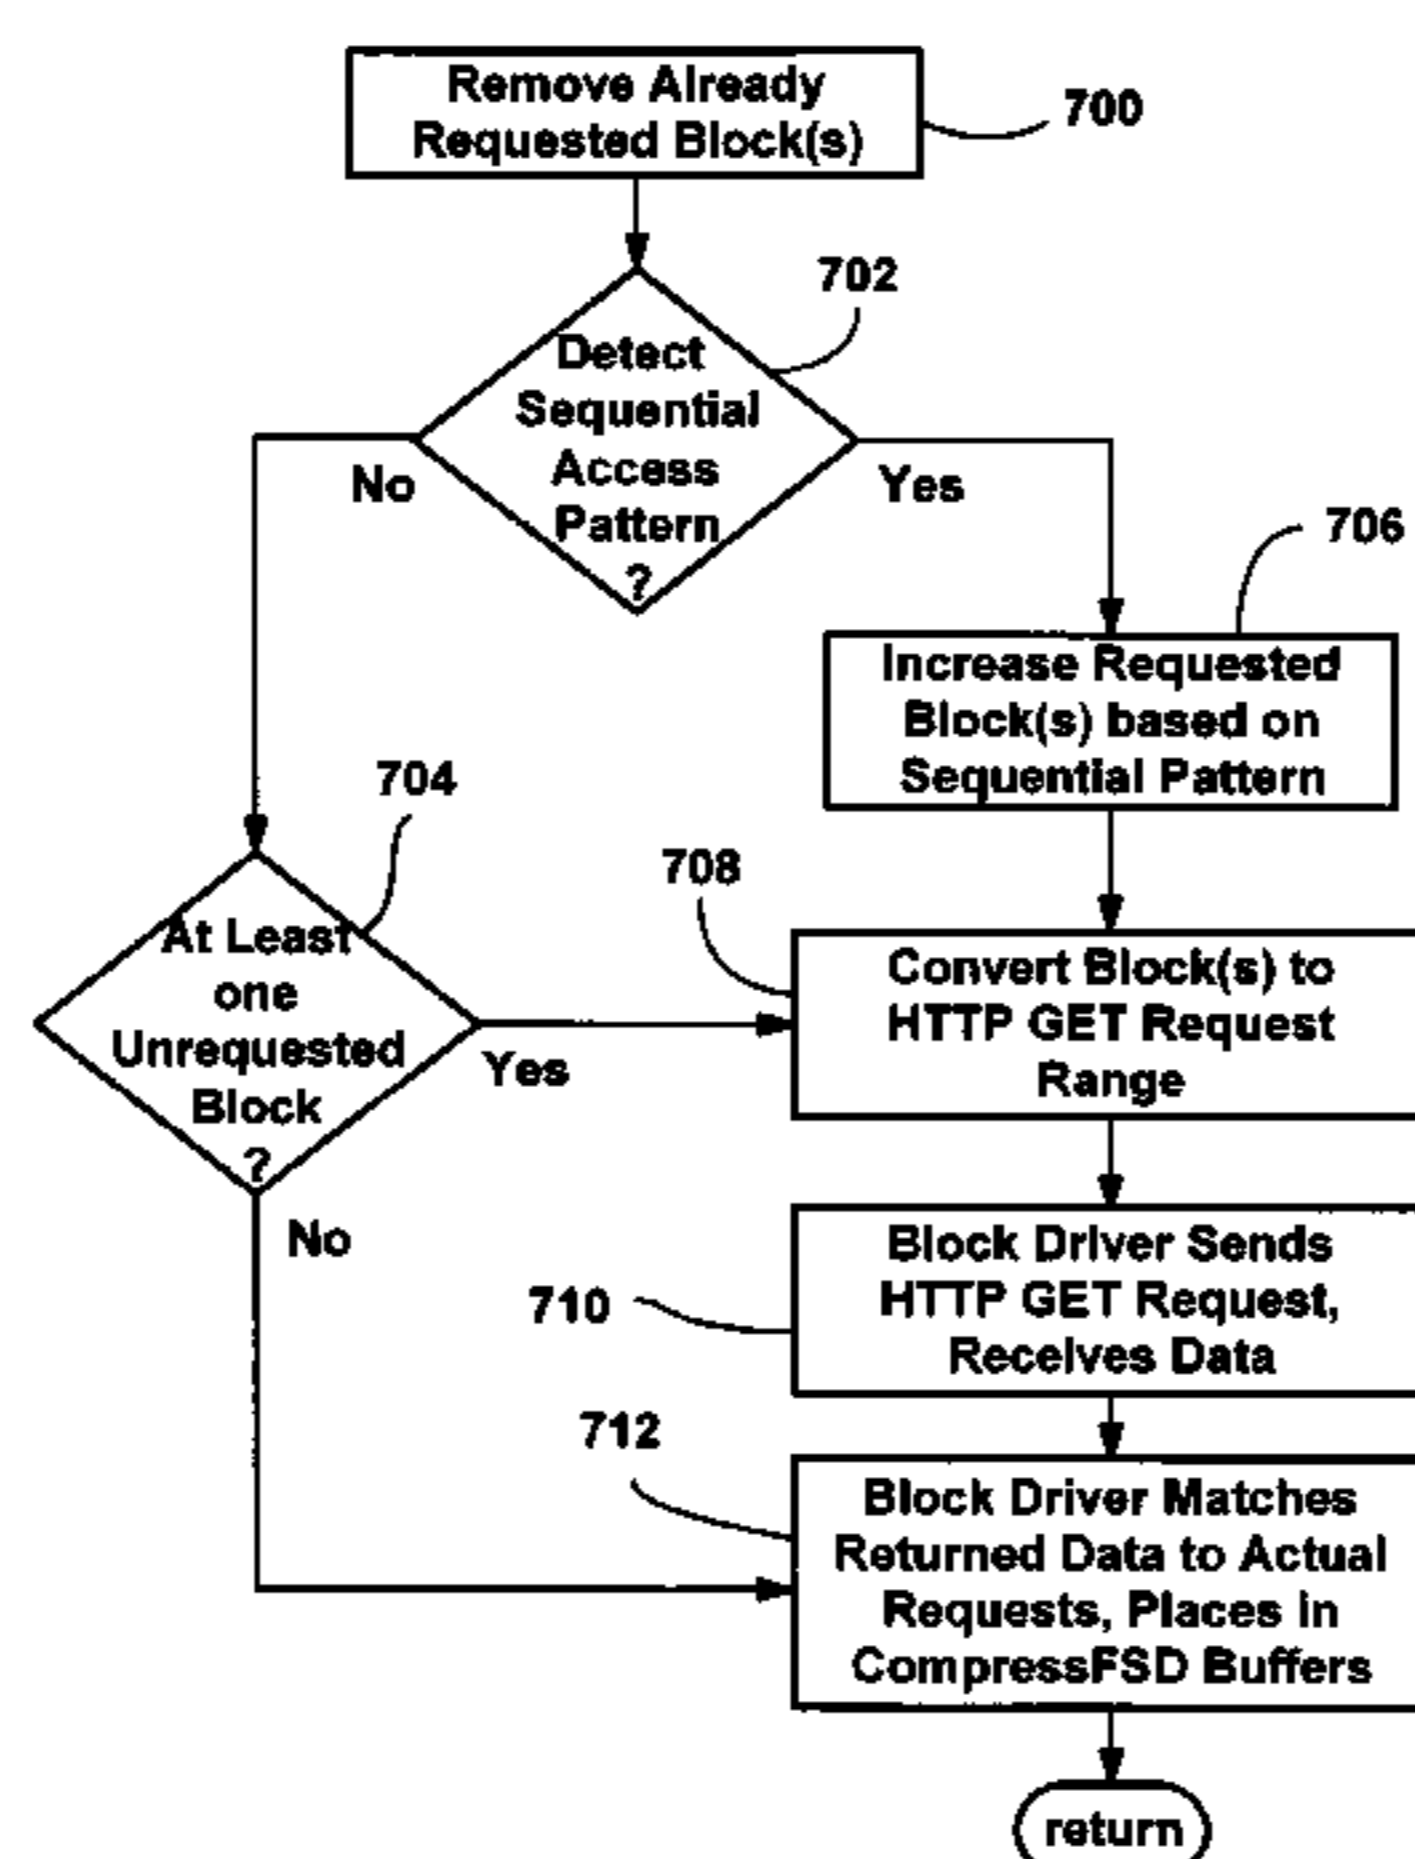 Remove Already
Requested Block(s)
700
702
Detect
Sequential
Access
Pattern
?
No
Yes
706
Increase Requested
Block(s) based on
Sequential Pattern
704
708
At Least
one
Unrequested
Block
?
Yes
No
Convert Block(s) to
HTTP GET Request
Range
710
Block Driver Sends
HTTP GET Request,
Receives Data
712
Block Driver Matches
Returned Data to Actual
Requests, Places in
CompressFSD Buffers
return